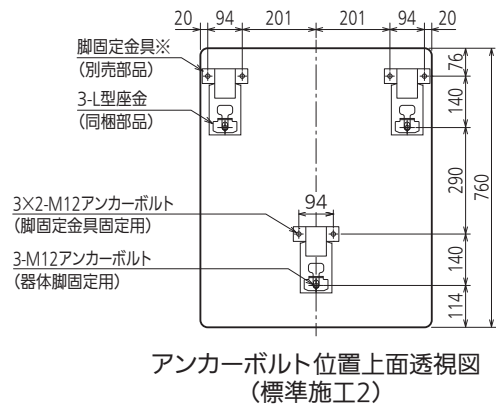 20 94 201 201 94 20
脚固定金具※
(別売部品)
3-L型座金
(同梱部品)
76
140
290
760
3×2-M12アンカーボルト
(脚固定金具固定用)
94
3-M12アンカーボルト
(器体脚固定用)
140
114
アンカーボルト位置上面透視図
(標準施工2)